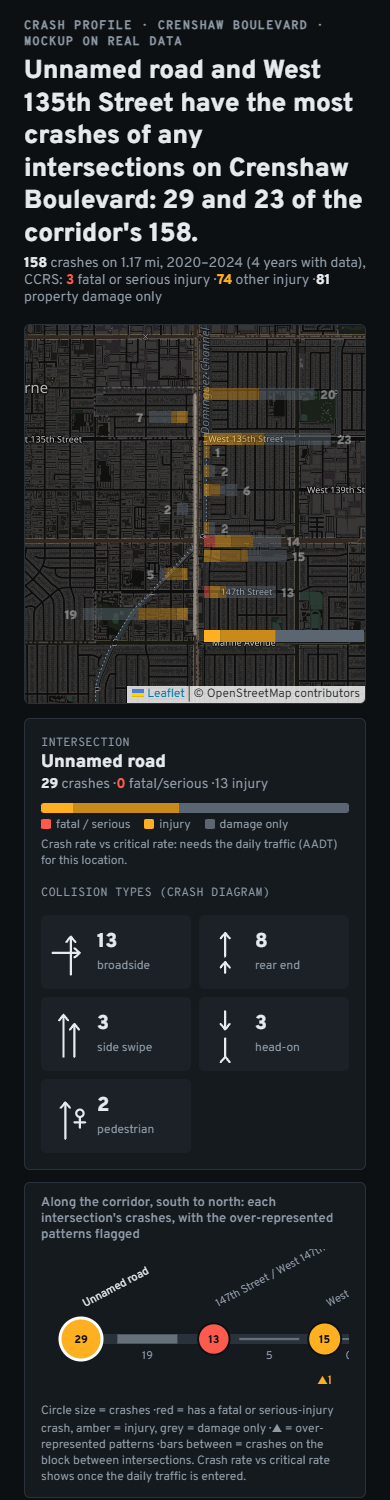 CRASH PROFILE · CRENSHAW BOULEVARD ·
MOCKUP ON REAL DATA
Unnamed road and West
135th Street have the most
crashes of any
intersections on Crenshaw
Boulevard: 29 and 23 of the
corridor's 158.
158 crashes on 1.17 mi, 2020–2024 (4 years with data),
CCRS: 3 fatal or serious injury ·74 other injury ·81
property damage only
rne
Dominguez Channel
20
7
t 135th Street
West 135th Street
23
1
2
6
West 139th St
2
2
14
15
5
147th Street
13
19
Marine Avenue
Leaflet | © OpenStreetMap contributors
INTERSECTION
Unnamed road
29 crashes ·0 fatal/serious ·13 injury
fatal / serious injury damage only
Crash rate vs critical rate: needs the daily traffic (AADT)
for this location.
COLLISION TYPES (CRASH DIAGRAM)
13
broadside
8
rear end
3
side swipe
3
head-on
2
pedestrian
Along the corridor, south to north: each
intersection's crashes, with the over-represented
patterns flagged
Unnamed road
147th Street / West 147th
West
29
13
15
19
5
▲1
Circle size = crashes ·red = has a fatal or serious-injury
crash, amber = injury, grey = damage only ·▲ = over-
represented patterns ·bars between = crashes on the
block between intersections. Crash rate vs critical rate
shows once the daily traffic is entered.